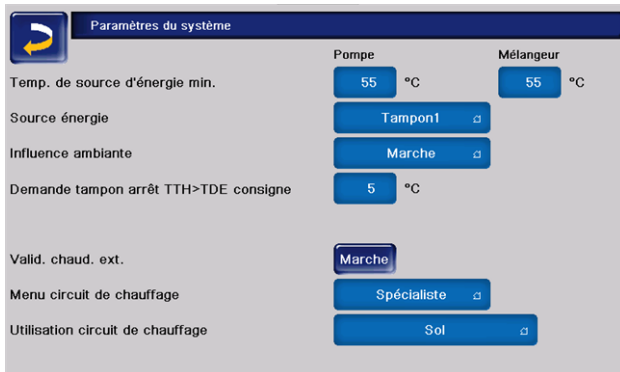 Paramètres du système
Pompe Mélangeur
Temp. de source d'énergie min. 55 °C 55 °C
Source énergie Tampon1
Influence ambiante Marche
Demande tampon arrêt TTH>TDE consigne 5 °C
Valid. chaud. ext. Marche
Menu circuit de chauffage Spécialiste
Utilisation circuit de chauffage Sol